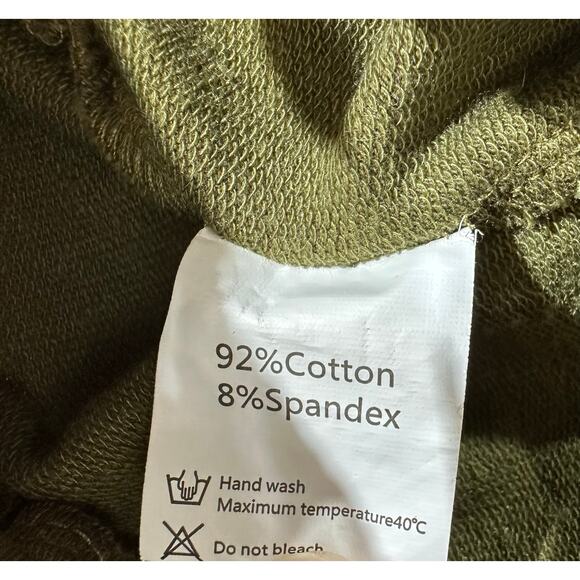 92%Cotton
8%Spandex
Hand wash
Maximum temperature40℃
Do not bleach